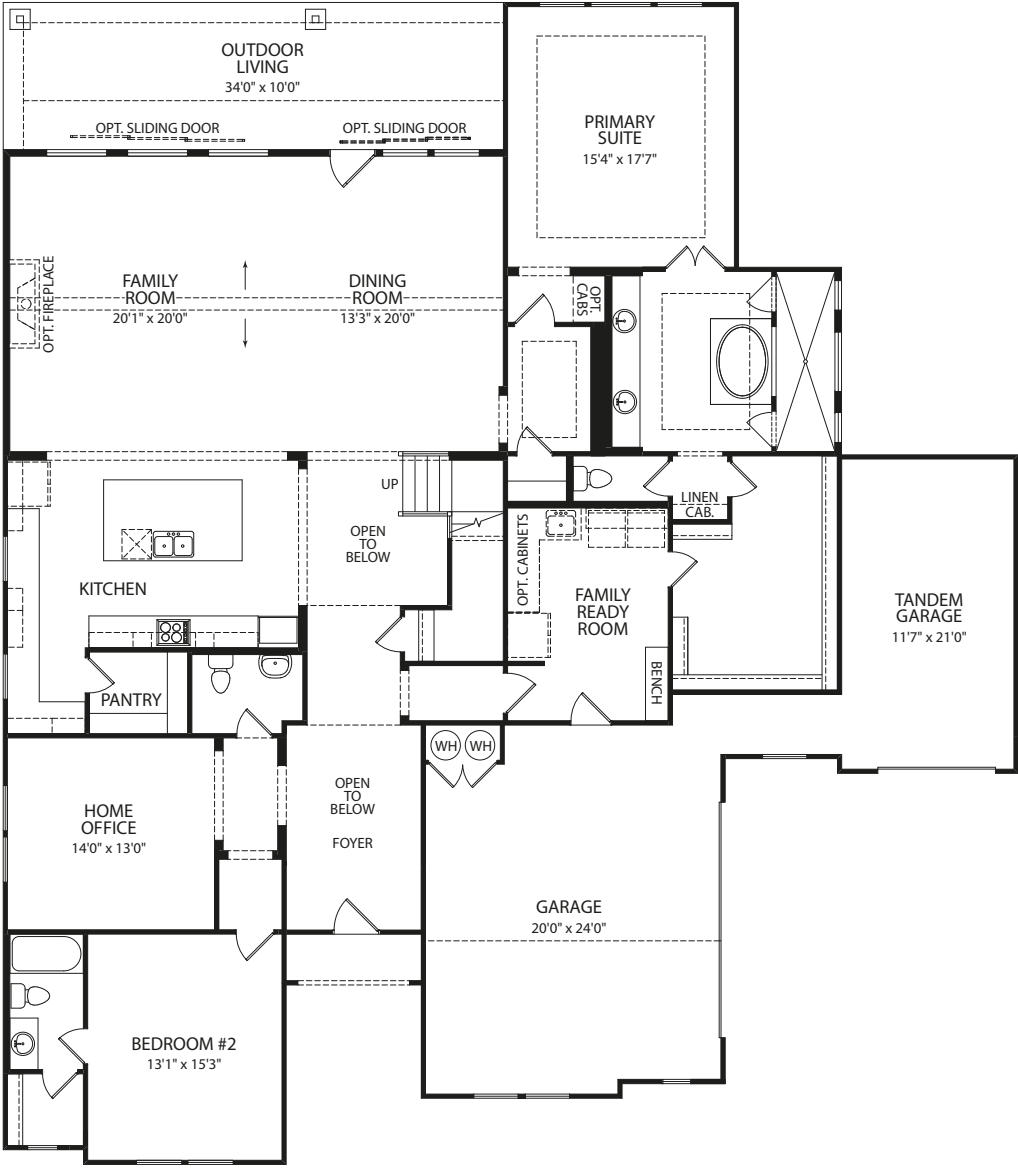 OUTDOOR
LIVING
34'0" x 10'0"
OPT. SLIDING DOOR
OPT. SLIDING DOOR
PRIMARY
SUITE
15'4" x 17'7"
OPT. FIREPLACE
FAMILY
ROOM
20'1" x 20'0"
DINING
ROOM
13'3" x 20'0"
OPT.
CABS
UP
OPEN
TO
BELOW
KITCHEN
LINEN
CAB.
OPT. CABINETS
FAMILY
READY
ROOM
BENCH
TANDEM
GARAGE
11'7" x 21'0"
PANTRY
WH
WH
HOME
OFFICE
14'0" x 13'0"
OPEN
TO
BELOW
FOYER
GARAGE
20'0" x 24'0"
BEDROOM #2
13'1" x 15'3"